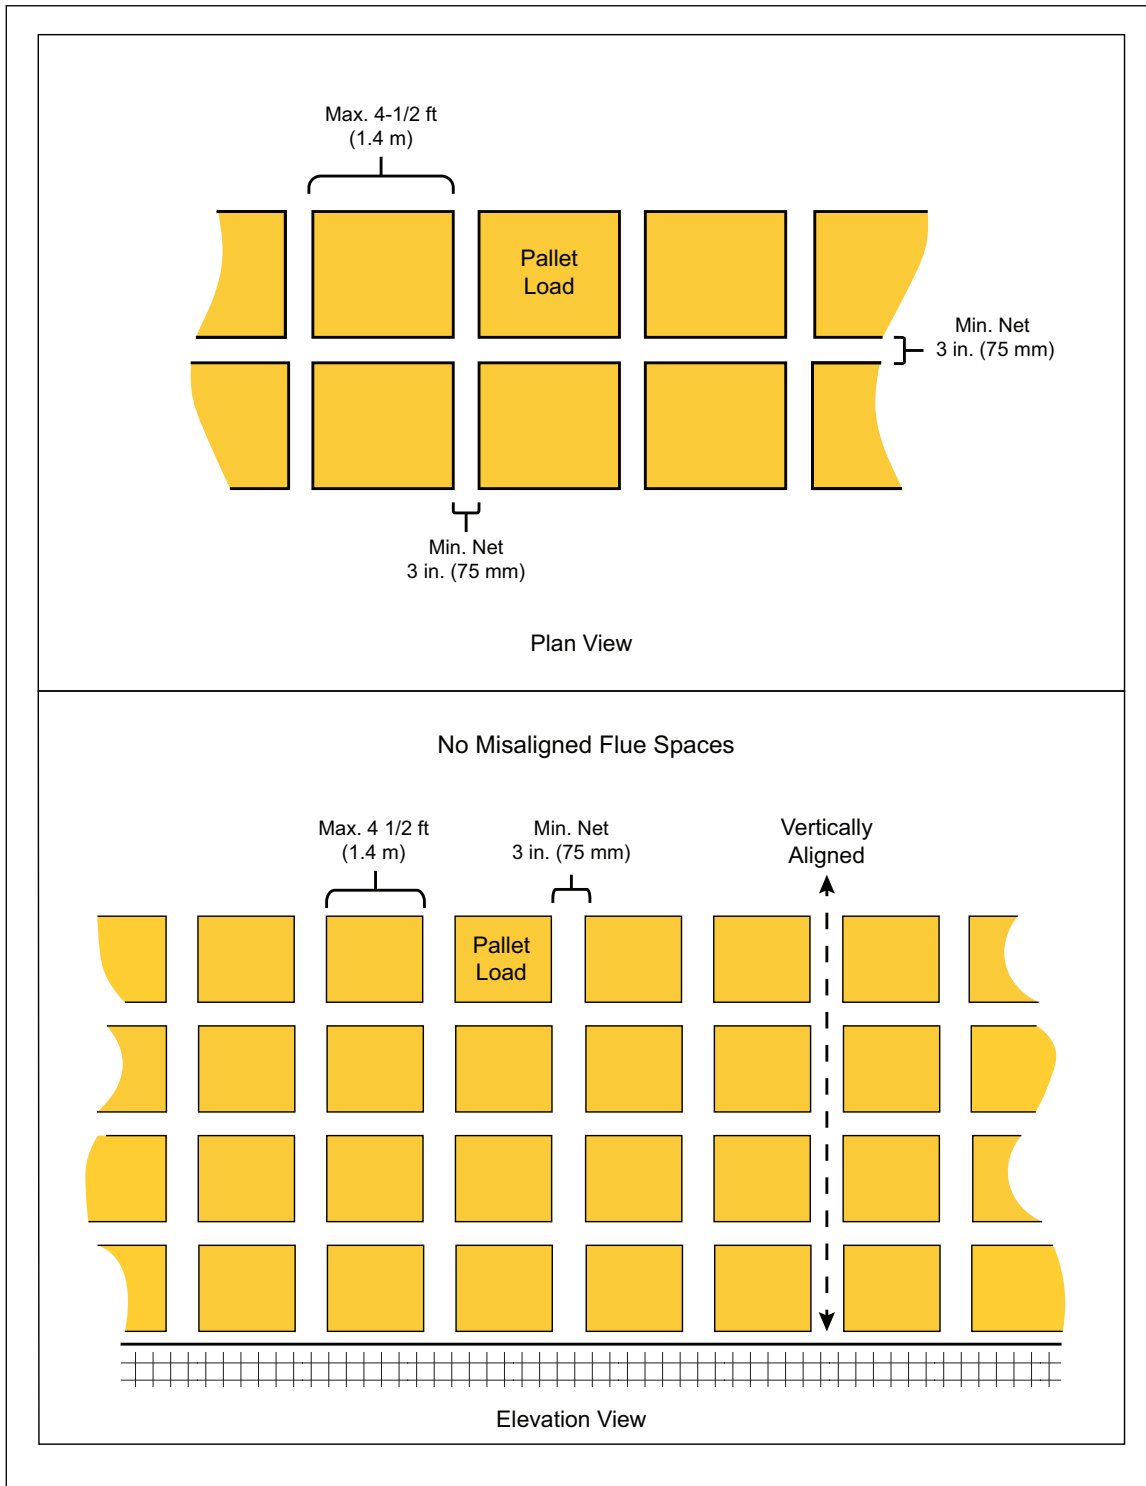 Max. 4-1/2 ft
(1.4 m)
Pallet
Load
Min. Net
3 in. (75 mm)
Min. Net
3 in. (75 mm)
Plan View
No Misaligned Flue Spaces
Max. 4 1/2 ft
(1.4 m)
Min. Net
3 in. (75 mm)
Vertically
Aligned
Pallet
Load
Elevation View